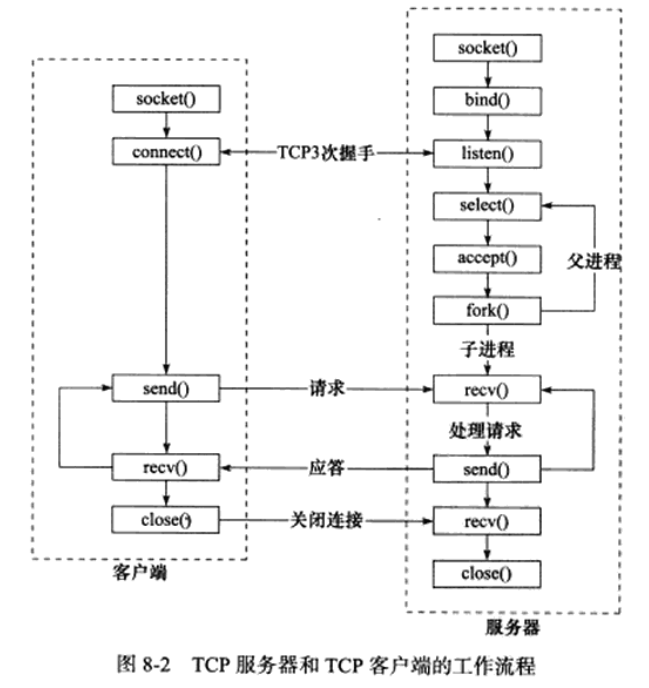 socket()
connect()
send()
recv()
close()
客户端
TCP3次握手
请求
应答
关闭连接
socket()
bind()
listen()
select()
accept()
fork()
父进程
子进程
recv()
处理请求
send()
recv()
close()
服务器
图 8-2 TCP 服务器和 TCP 客户端的工作流程